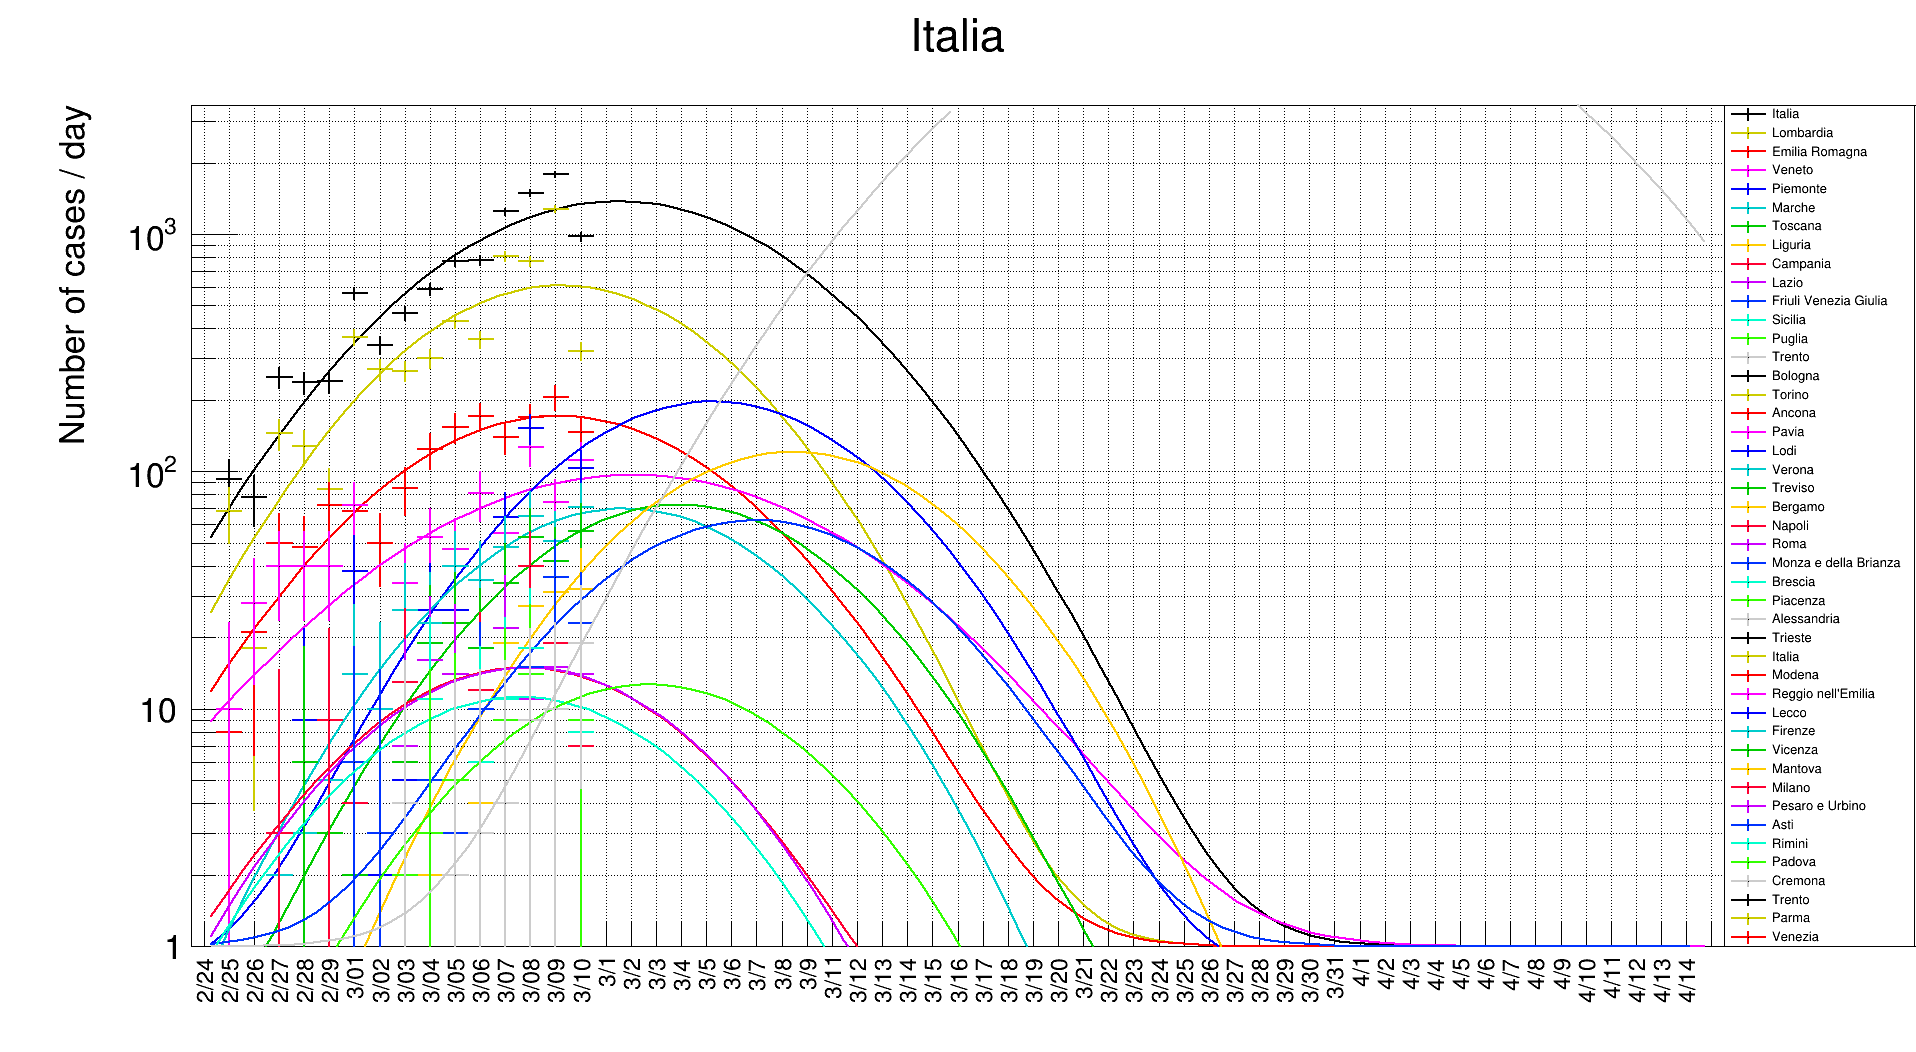 Italia
Number of cases / day
10³
10²
10
1
2/24 2/25 2/26 2/27 2/28 2/29 3/01 3/02 3/03 3/04 3/05 3/06 3/07 3/08 3/09 3/10 3/1 3/2 3/3 3/4 3/5 3/6 3/7 3/8 3/9 3/11 3/12 3/13 3/14 3/15 3/16 3/17 3/18 3/19 3/20 3/21 3/22 3/23 3/24 3/25 3/26 3/27 3/28 3/29 3/30 3/31 4/1 4/2 4/3 4/4 4/5 4/6 4/7 4/8 4/9 4/10 4/11 4/12 4/13 4/14
Italia
Lombardia
Emilia Romagna
Veneto
Piemonte
Marche
Toscana
Liguria
Campania
Lazio
Friuli Venezia Giulia
Sicilia
Puglia
Trento
Bologna
Torino
Ancona
Pavia
Lodi
Verona
Treviso
Bergamo
Napoli
Roma
Monza e della Brianza
Brescia
Piacenza
Alessandria
Trieste
Italia
Modena
Reggio nell'Emilia
Lecco
Firenze
Vicenza
Mantova
Milano
Pesaro e Urbino
Asti
Rimini
Padova
Cremona
Trento
Parma
Venezia